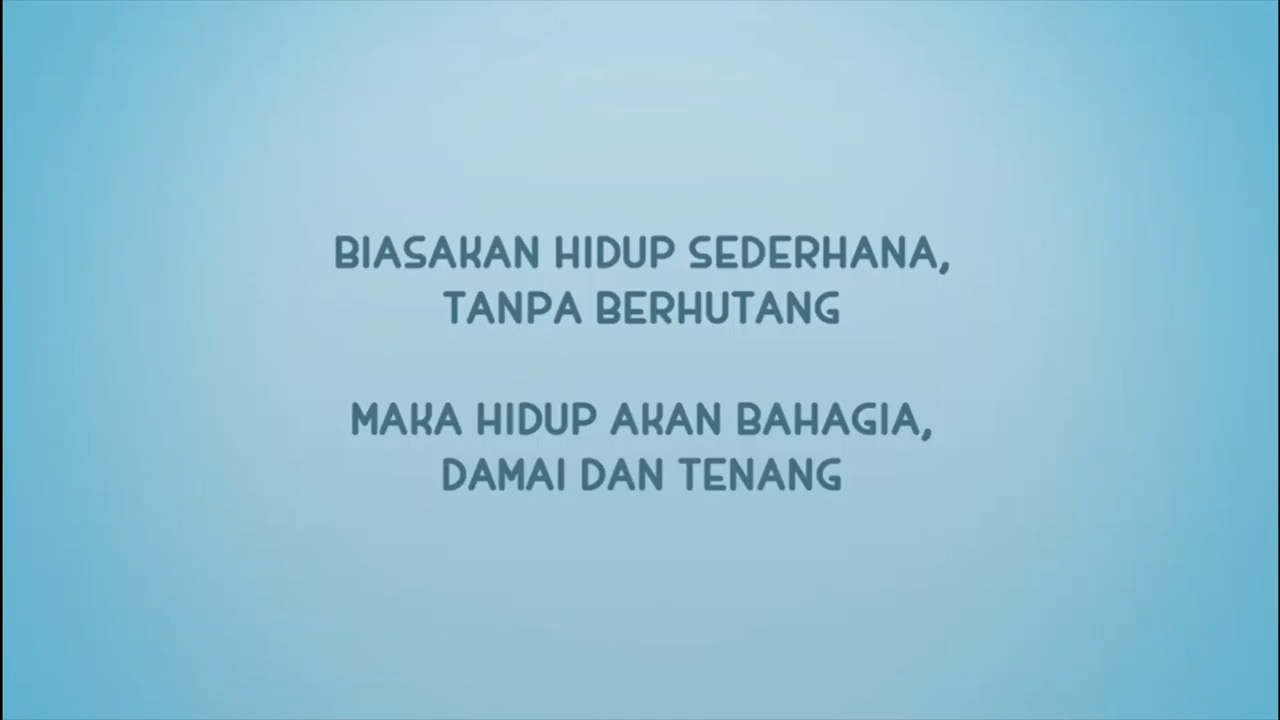 BIASAKAN HIDUP SEDERHANA,
TANPA BERHUTANG
MAKA HIDUP AKAN BAHAGIA,
DAMAI DAN TENANG